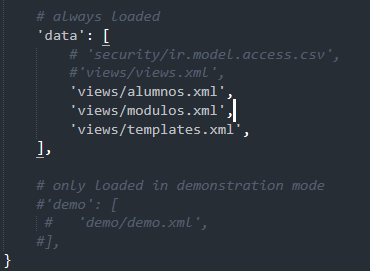 # always loaded
'data': [
# 'security/ir.model.access.csv',
#'views/views.xml',
'views/alumnos.xml',
'views/modulos.xml',
'views/templates.xml',
],
# only loaded in demonstration mode
#'demo': [
#   'demo/demo.xml',
#],
}